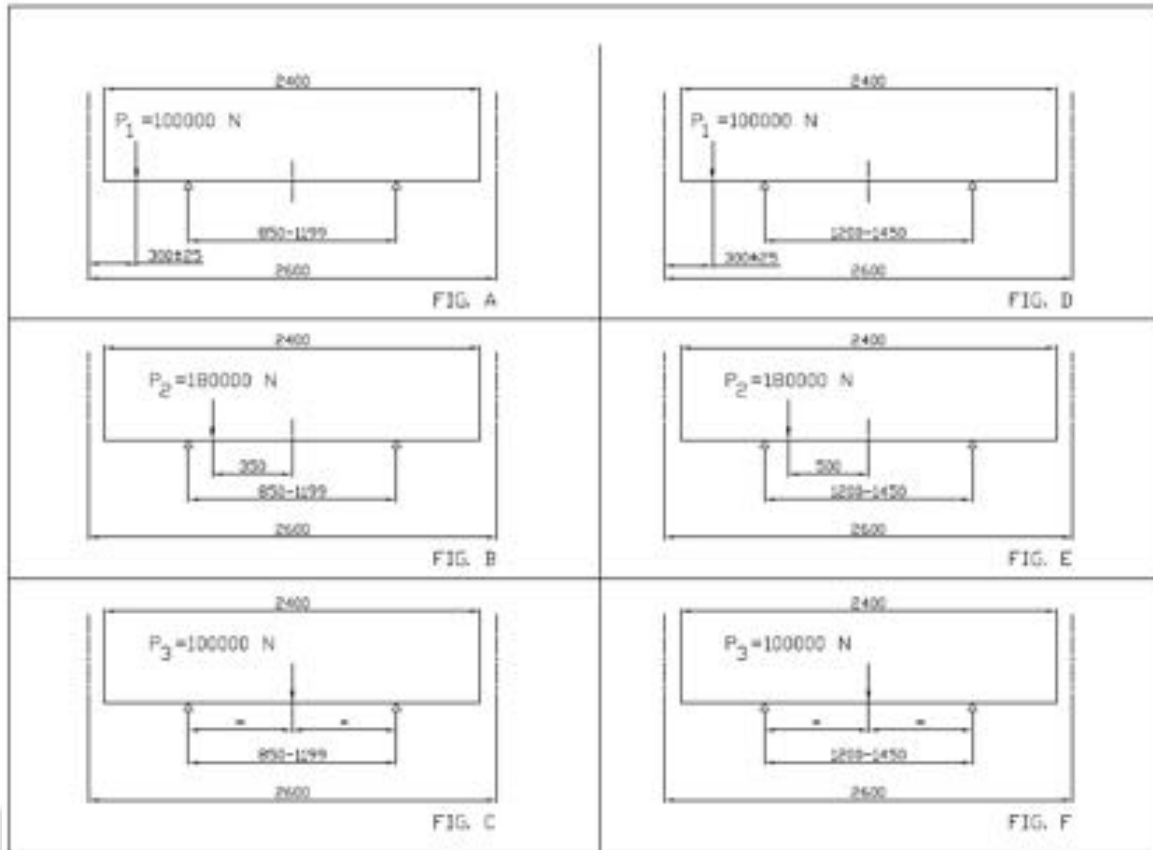 2400
P1 =100000 N
850-1199
300±25
2600
FIG. A
2400
P1 =100000 N
1200-1450
300±25
2600
FIG. D
2400
P2 =180000 N
350
850-1199
2600
FIG. B
2400
P2 =180000 N
500
1200-1450
2600
FIG. E
2400
P3 =100000 N
= =
850-1199
2600
FIG. C
2400
P3 =100000 N
= =
1200-1450
2600
FIG. F